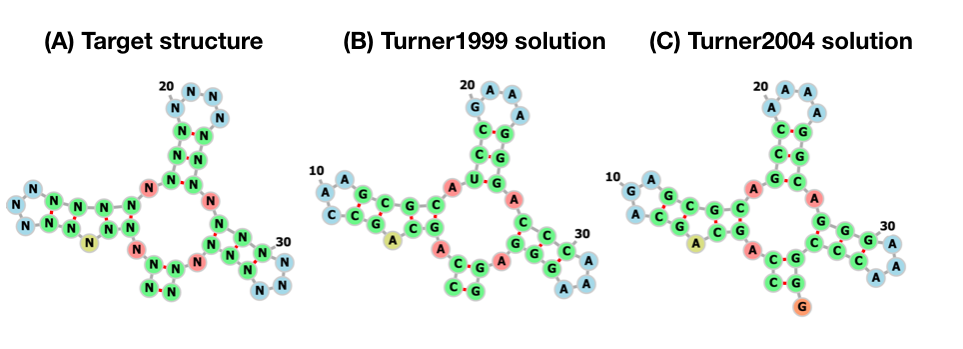 (A) Target structure
(B) Turner1999 solution
(C) Turner2004 solution
N N N N N N N N N N N N N N N N N N N 20 N N N N N N N N N N 30 N N N N N N N N N N
C C A G C A G C C 10 A A G C G C A U C C 20 G A A A G G G A C C 30 C A A A G G G A G G
C C A G C A G C A 10 G A G C G C A G C C 20 A A A A G G C A G G 30 G A A A C C C G G G